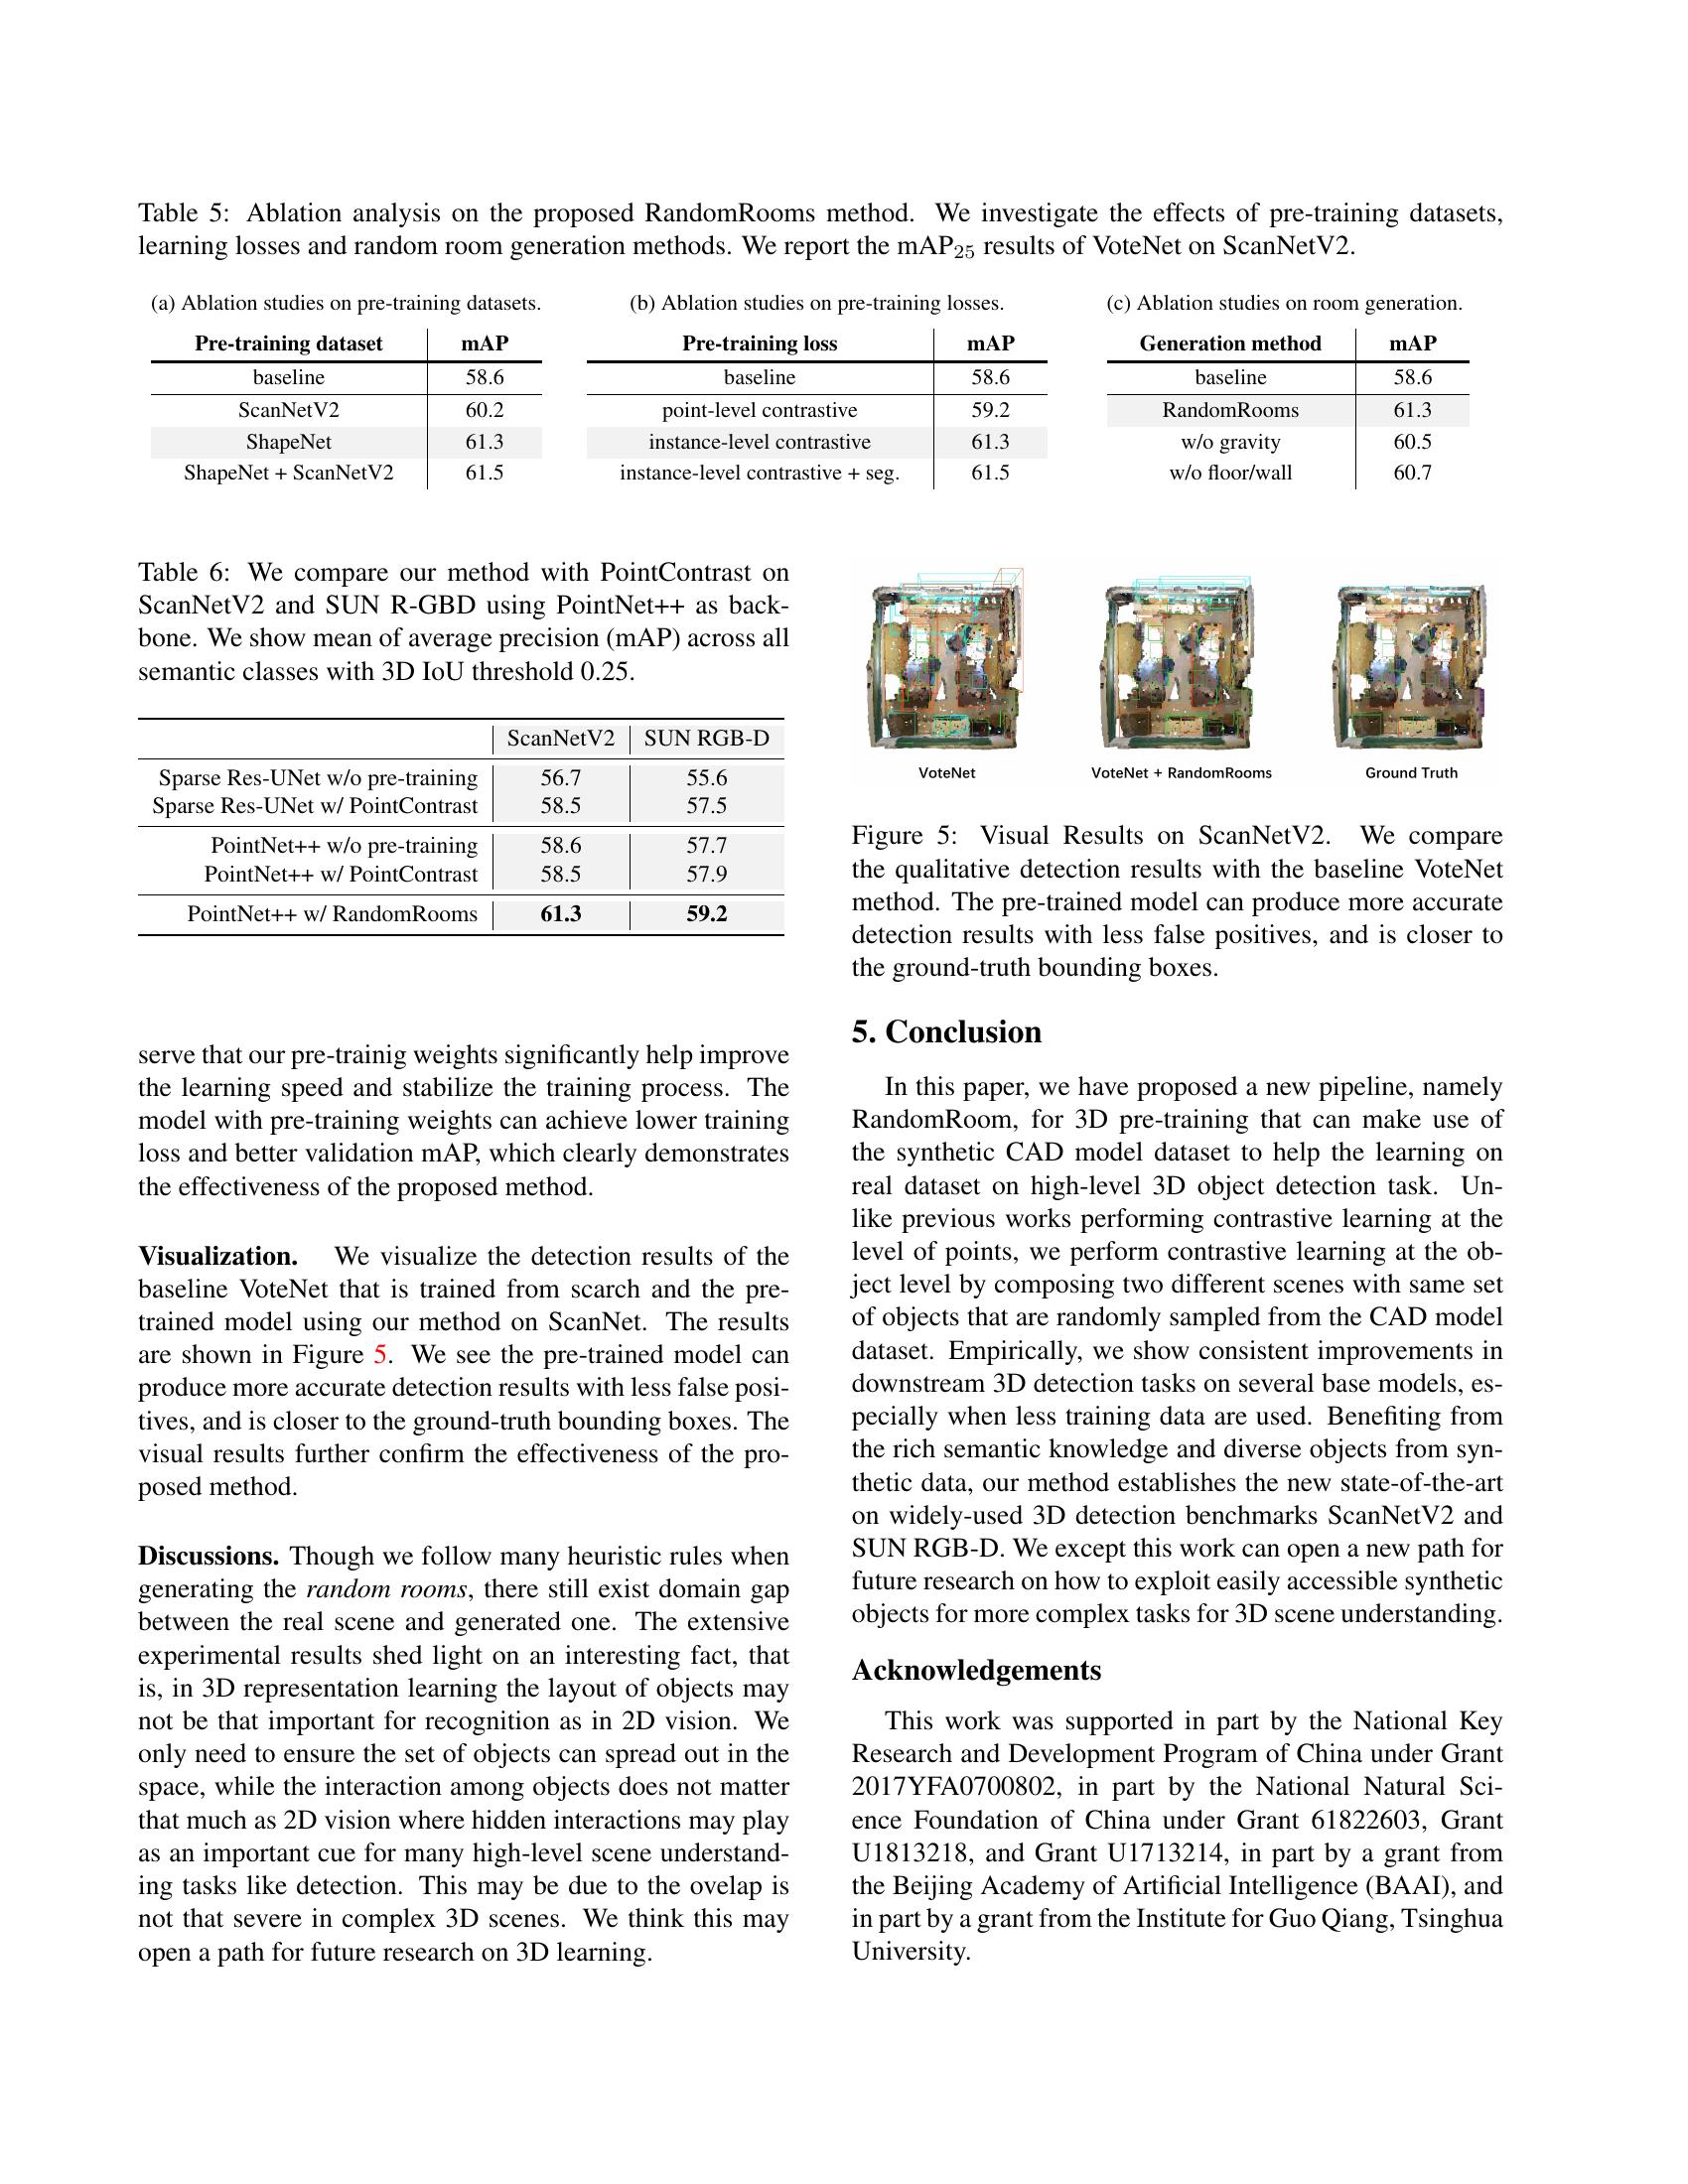 Table 5: Ablation analysis on the proposed RandomRooms method. We investigate the effects of pre-training datasets,
learning losses and random room generation methods. We report the mAP25 results of VoteNet on ScanNetV2.
(a) Ablation studies on pre-training datasets.
Pre-training dataset mAP
baseline 58.6
ScanNetV2 60.2
ShapeNet 61.3
ShapeNet + ScanNetV2 61.5
(b) Ablation studies on pre-training losses.
Pre-training loss mAP
baseline 58.6
point-level contrastive 59.2
instance-level contrastive 61.3
instance-level contrastive + seg. 61.5
(c) Ablation studies on room generation.
Generation method mAP
baseline 58.6
RandomRooms 61.3
w/o gravity 60.5
w/o floor/wall 60.7
Table 6: We compare our method with PointContrast on
ScanNetV2 and SUN R-GBD using PointNet++ as back-
bone. We show mean of average precision (mAP) across all
semantic classes with 3D IoU threshold 0.25.
ScanNetV2 SUN RGB-D
Sparse Res-UNet w/o pre-training 56.7 55.6
Sparse Res-UNet w/ PointContrast 58.5 57.5
PointNet++ w/o pre-training 58.6 57.7
PointNet++ w/ PointContrast 58.5 57.9
PointNet++ w/ RandomRooms 61.3 59.2
serve that our pre-trainig weights significantly help improve
the learning speed and stabilize the training process. The
model with pre-training weights can achieve lower training
loss and better validation mAP, which clearly demonstrates
the effectiveness of the proposed method.
Visualization. We visualize the detection results of the
baseline VoteNet that is trained from scarch and the pre-
trained model using our method on ScanNet. The results
are shown in Figure 5. We see the pre-trained model can
produce more accurate detection results with less false posi-
tives, and is closer to the ground-truth bounding boxes. The
visual results further confirm the effectiveness of the pro-
posed method.
Discussions. Though we follow many heuristic rules when
generating the random rooms, there still exist domain gap
between the real scene and generated one. The extensive
experimental results shed light on an interesting fact, that
is, in 3D representation learning the layout of objects may
not be that important for recognition as in 2D vision. We
only need to ensure the set of objects can spread out in the
space, while the interaction among objects does not matter
that much as 2D vision where hidden interactions may play
as an important cue for many high-level scene understand-
ing tasks like detection. This may be due to the ovelap is
not that severe in complex 3D scenes. We think this may
open a path for future research on 3D learning.
VoteNet VoteNet + RandomRooms Ground Truth
Figure 5: Visual Results on ScanNetV2. We compare
the qualitative detection results with the baseline VoteNet
method. The pre-trained model can produce more accurate
detection results with less false positives, and is closer to
the ground-truth bounding boxes.
5. Conclusion
In this paper, we have proposed a new pipeline, namely
RandomRoom, for 3D pre-training that can make use of
the synthetic CAD model dataset to help the learning on
real dataset on high-level 3D object detection task. Un-
like previous works performing contrastive learning at the
level of points, we perform contrastive learning at the ob-
ject level by composing two different scenes with same set
of objects that are randomly sampled from the CAD model
dataset. Empirically, we show consistent improvements in
downstream 3D detection tasks on several base models, es-
pecially when less training data are used. Benefiting from
the rich semantic knowledge and diverse objects from syn-
thetic data, our method establishes the new state-of-the-art
on widely-used 3D detection benchmarks ScanNetV2 and
SUN RGB-D. We except this work can open a new path for
future research on how to exploit easily accessible synthetic
objects for more complex tasks for 3D scene understanding.
Acknowledgements
This work was supported in part by the National Key
Research and Development Program of China under Grant
2017YFA0700802, in part by the National Natural Sci-
ence Foundation of China under Grant 61822603, Grant
U1813218, and Grant U1713214, in part by a grant from
the Beijing Academy of Artificial Intelligence (BAAI), and
in part by a grant from the Institute for Guo Qiang, Tsinghua
University.